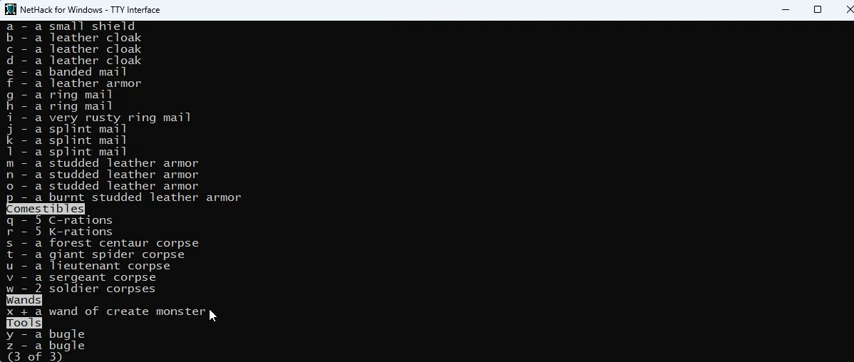 NetHack for Windows - TTY Interface
a - a small shield
b - a leather cloak
c - a leather cloak
d - a leather cloak
e - a banded mail
f - a leather armor
g - a ring mail
h - a ring mail
i - a very rusty ring mail
j - a splint mail
k - a splint mail
l - a splint mail
m - a studded leather armor
n - a studded leather armor
o - a studded leather armor
p - a burnt studded leather armor
Comestibles
q - 5 C-rations
r - 5 K-rations
s - a forest centaur corpse
t - a giant spider corpse
u - a lieutenant corpse
v - a sergeant corpse
w - 2 soldier corpses
Wands
x + a wand of create monster
Tools
y - a bugle
z - a bugle
(3 of 3)